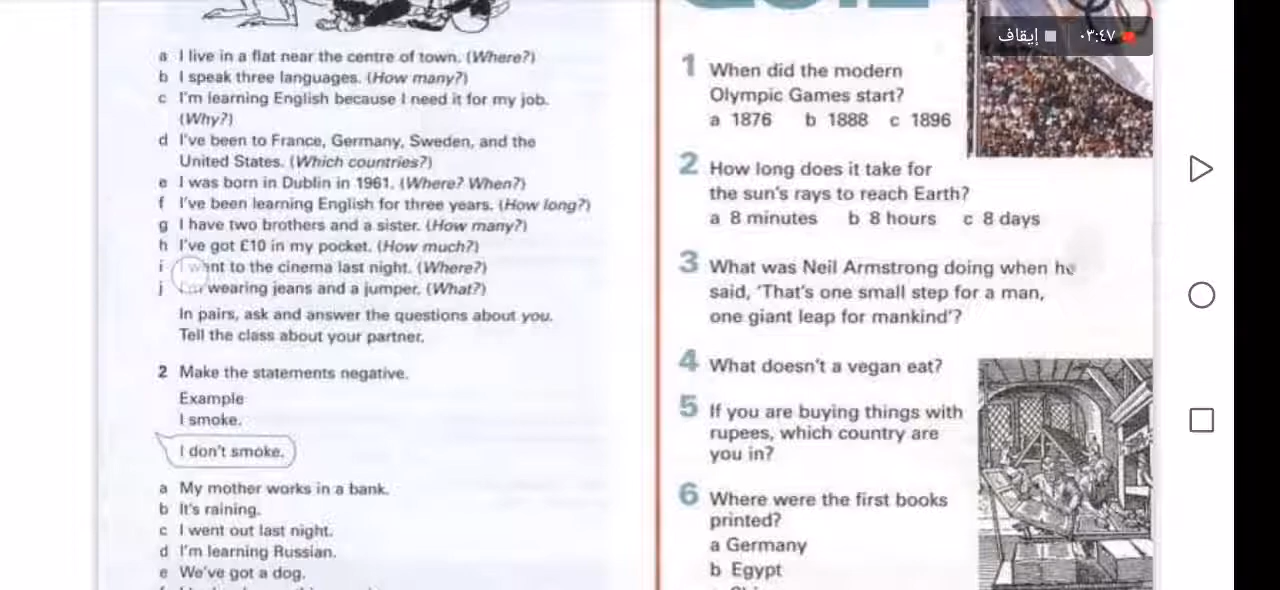 a I live in a flat near the centre of town. (Where?)
b I speak three languages. (How many?)
c I'm learning English because I need it for my job.
(Why?)
d I've been to France, Germany, Sweden, and the
United States. (Which countries?)
e I was born in Dublin in 1961. (Where? When?)
f I've been learning English for three years. (How long?)
g I have two brothers and a sister. (How many?)
h I've got £10 in my pocket. (How much?)
i I went to the cinema last night. (Where?)
j wearing jeans and a jumper. (What?)
In pairs, ask and answer the questions about you.
Tell the class about your partner.
2 Make the statements negative.
Example
I smoke.
I don't smoke.
a My mother works in a bank.
b It's raining.
c I went out last night.
d I'm learning Russian.
e We've got a dog.
إيقاف ٠٣:٤٧
1 When did the modern
Olympic Games start?
a 1876 b 1888 c 1896
2 How long does it take for
the sun's rays to reach Earth?
a 8 minutes b 8 hours c 8 days
3 What was Neil Armstrong doing when he
said, 'That's one small step for a man,
one giant leap for mankind'?
4 What doesn't a vegan eat?
5 If you are buying things with
rupees, which country are
you in?
6 Where were the first books
printed?
a Germany
b Egypt